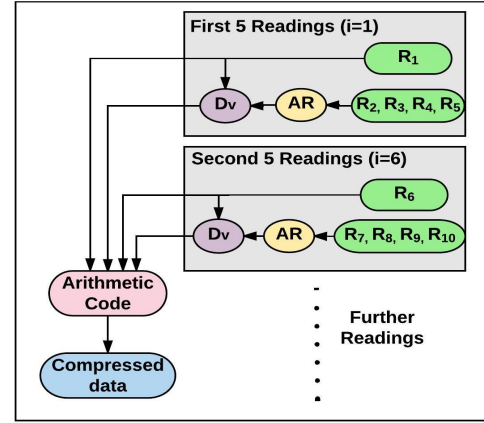 First 5 Readings (i=1)
R₁
Dᵥ
AR
R₂, R₃, R₄, R₅
Second 5 Readings (i=6)
R₆
Dᵥ
AR
R₇, R₈, R₉, R₁₀
Arithmetic
Code
Further
Readings
Compressed
data